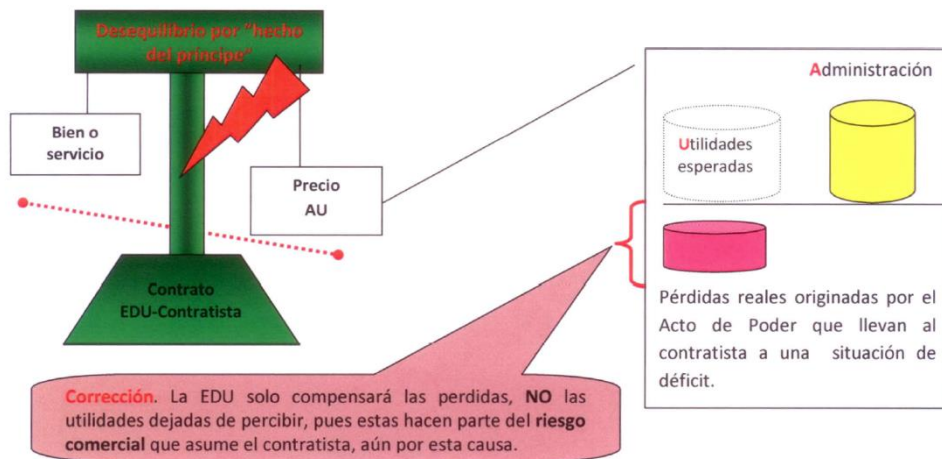 Desequilibrio por "hecho
del príncipe"
Bien o
servicio
Precio
AU
Contrato
EDU-Contratista
Administración
Utilidades
esperadas
Pérdidas reales originadas por el
Acto de Poder que llevan al
contratista a una situación de
déficit.
Corrección. La EDU solo compensará las perdidas, NO las
utilidades dejadas de percibir, pues estas hacen parte del riesgo
comercial que asume el contratista, aún por esta causa.